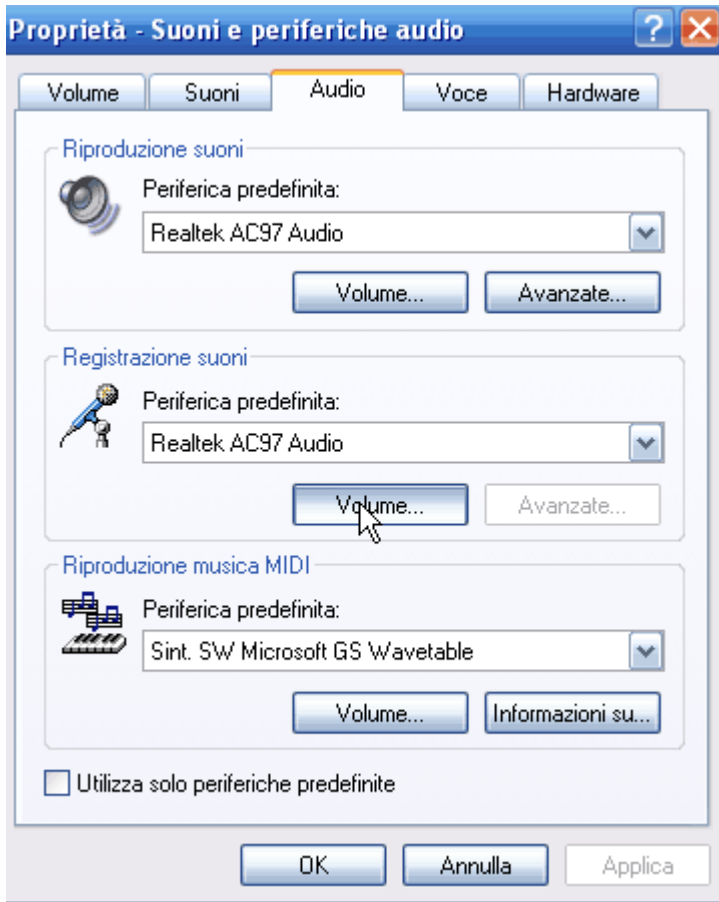 Proprietà - Suoni e periferiche audio
Volume Suoni Audio Voce Hardware
Riproduzione suoni
Periferica predefinita:
Realtek AC97 Audio
Volume... Avanzate...
Registrazione suoni
Periferica predefinita:
Realtek AC97 Audio
Volume... Avanzate...
Riproduzione musica MIDI
Periferica predefinita:
Sint. SW Microsoft GS Wavetable
Volume... Informazioni su...
Utilizza solo periferiche predefinite
OK Annulla Applica